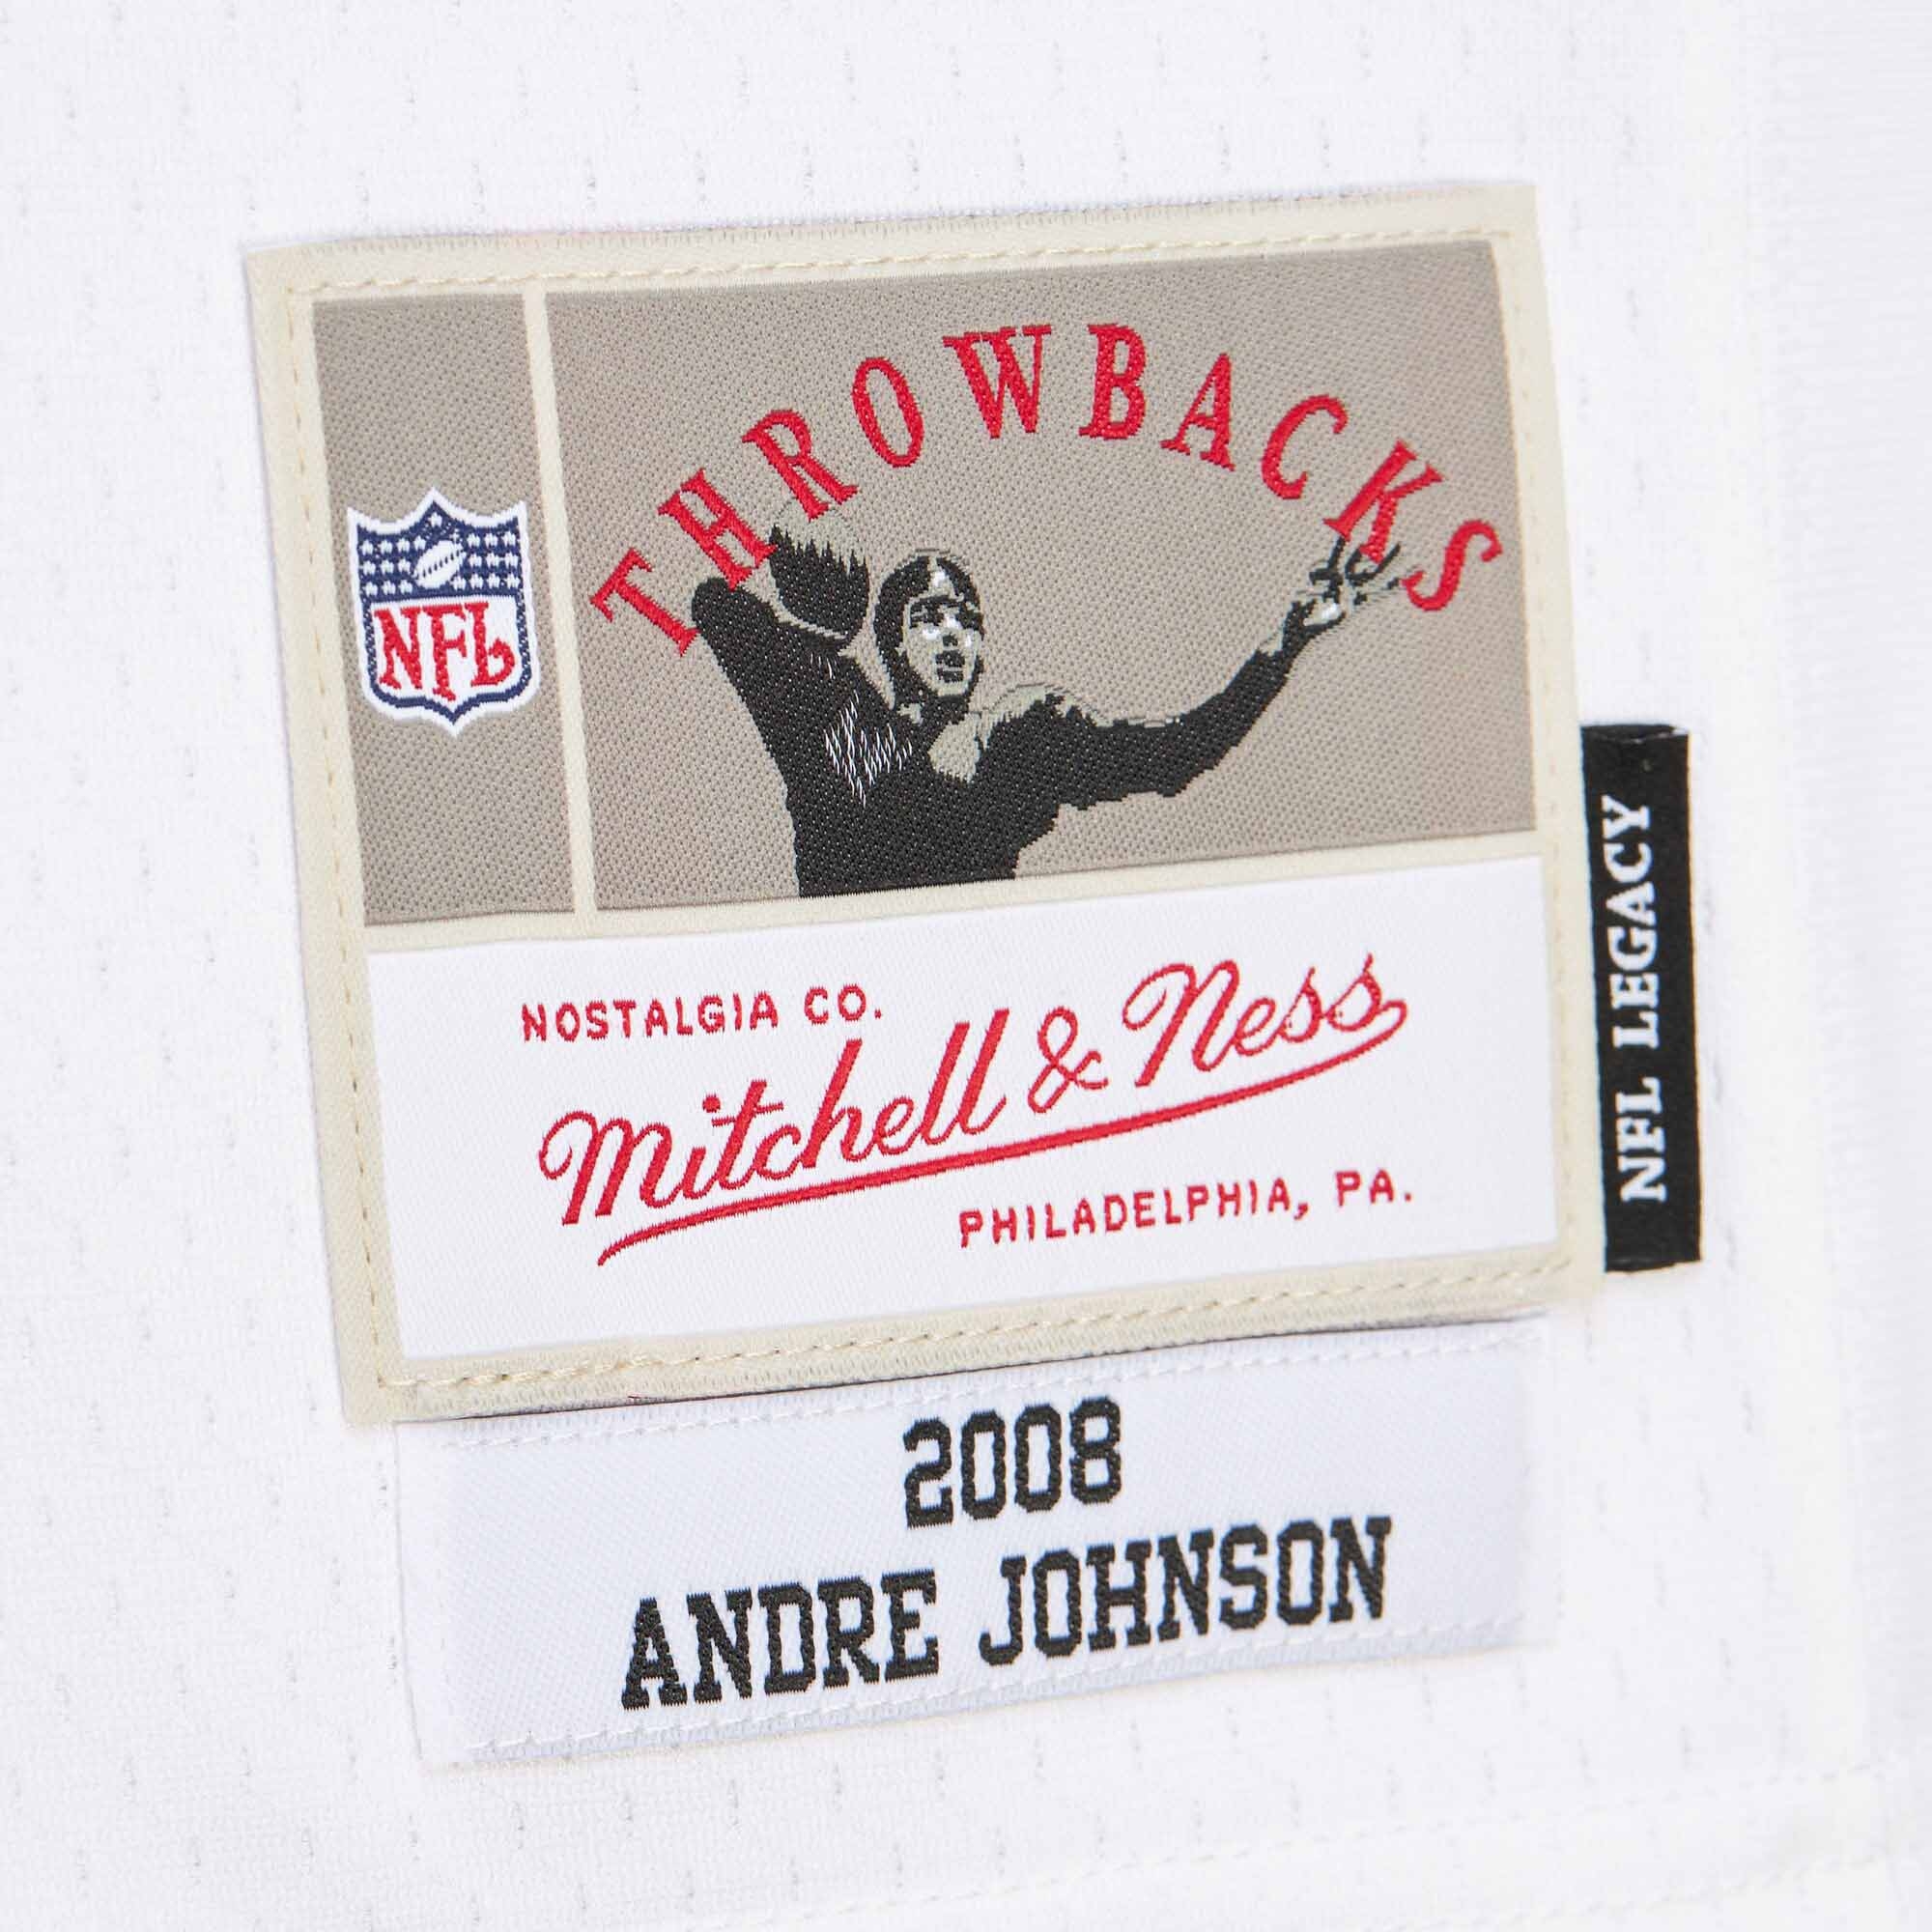 THROWBACKS
NFL
NOSTALGIA CO.
Mitchell & Ness
PHILADELPHIA, PA.
NFL LEGACY
2008
ANDRE JOHNSON